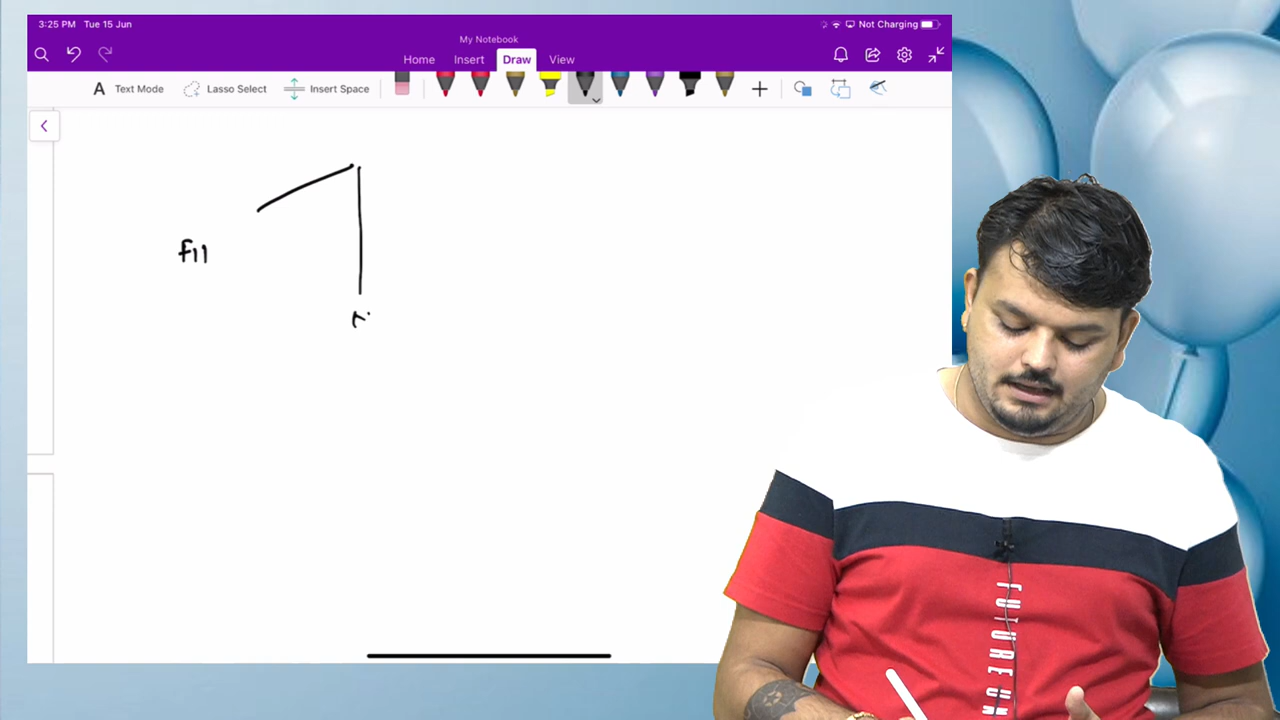 3:25 PM Tue 15 Jun
Not Charging
My Notebook
Home Insert Draw View
A Text Mode Lasso Select Insert Space
FUTURE